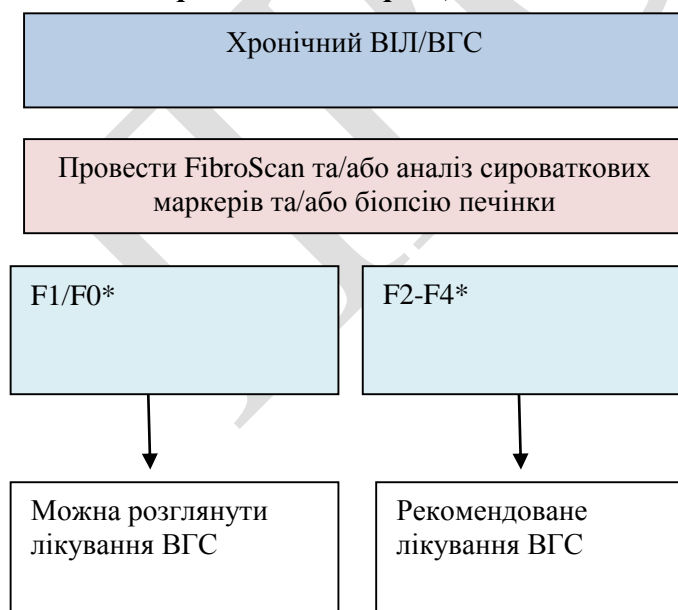 Хронічний ВІЛ/ВГС
Провести FibroScan та/або аналіз сироваткових
маркерів та/або біопсію печінки
F1/F0*
F2-F4*
Можна розглянути
лікування ВГС
Рекомендоване
лікування ВГС